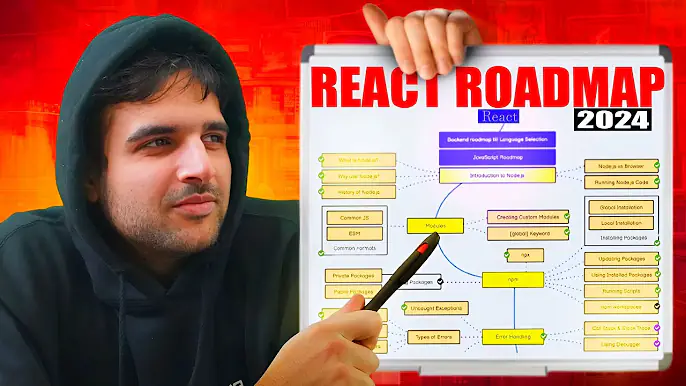 REACT ROADMAP
2024
React
Backend roadmap Language Selection
JavaScript Roadmap
Introduction to Node.js
What is Node.js?
Why use Node.js?
History of Node.js
Node.js vs Browser
Running Node.js Code
Common JS
ESM
Common Formats
Modules
Creating Custom Modules
[global] Keyword
Global Installation
Local Installation
Installing Packages
npx
Private Packages
Public Packages
Packages
npm
Updating Packages
Using Installed Packages
Running Scripts
npm Workspaces
Uncaught Exceptions
Types of Errors
Error Handling
Call Stack & Stack Trace
Using Debugger